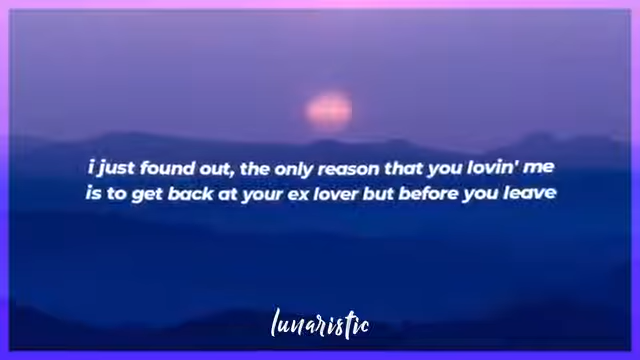 i just found out, the only reason that you lovin' me
is to get back at your ex lover but before you leave
lunaristic